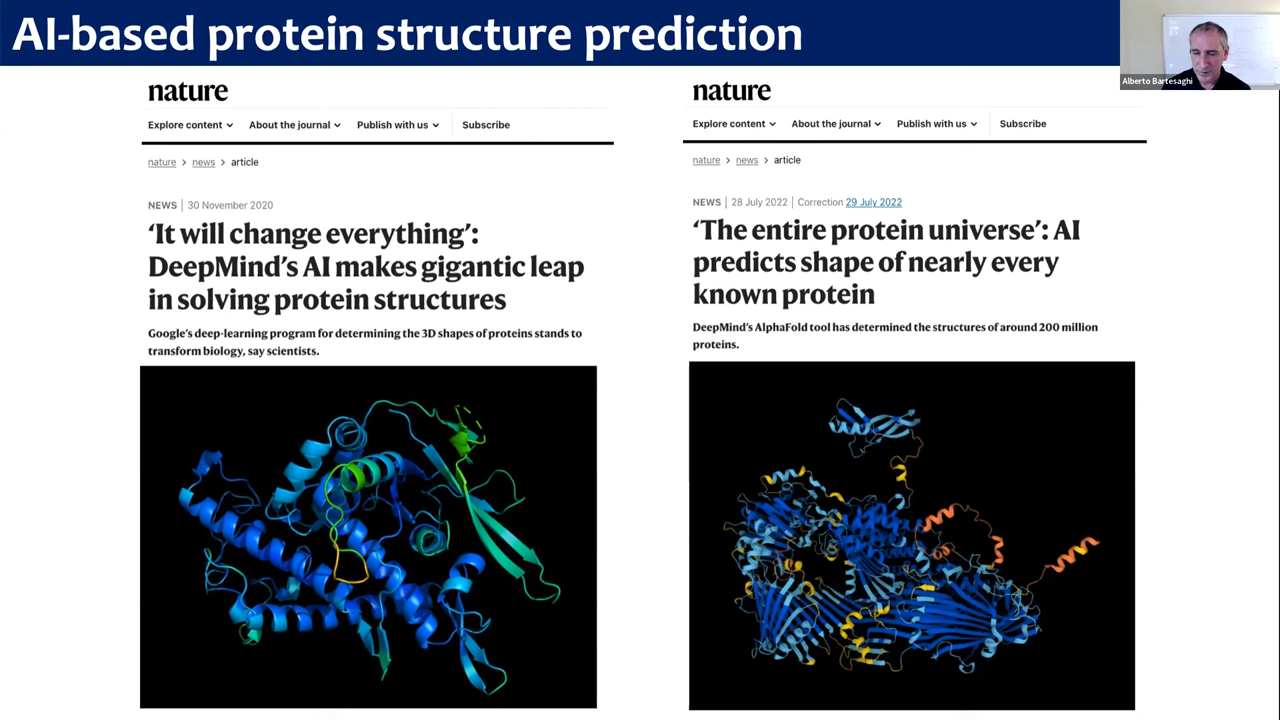 AI-based protein structure prediction
Alberto Bartesaghi
nature
Explore content About the journal Publish with us Subscribe
nature > news > article
NEWS | 30 November 2020
‘It will change everything’:
DeepMind’s AI makes gigantic leap
in solving protein structures
Google’s deep-learning program for determining the 3D shapes of proteins stands to
transform biology, say scientists.
nature
Explore content About the journal Publish with us Subscribe
nature > news > article
NEWS | 28 July 2022 | Correction 29 July 2022
‘The entire protein universe’: AI
predicts shape of nearly every
known protein
DeepMind’s AlphaFold tool has determined the structures of around 200 million
proteins.